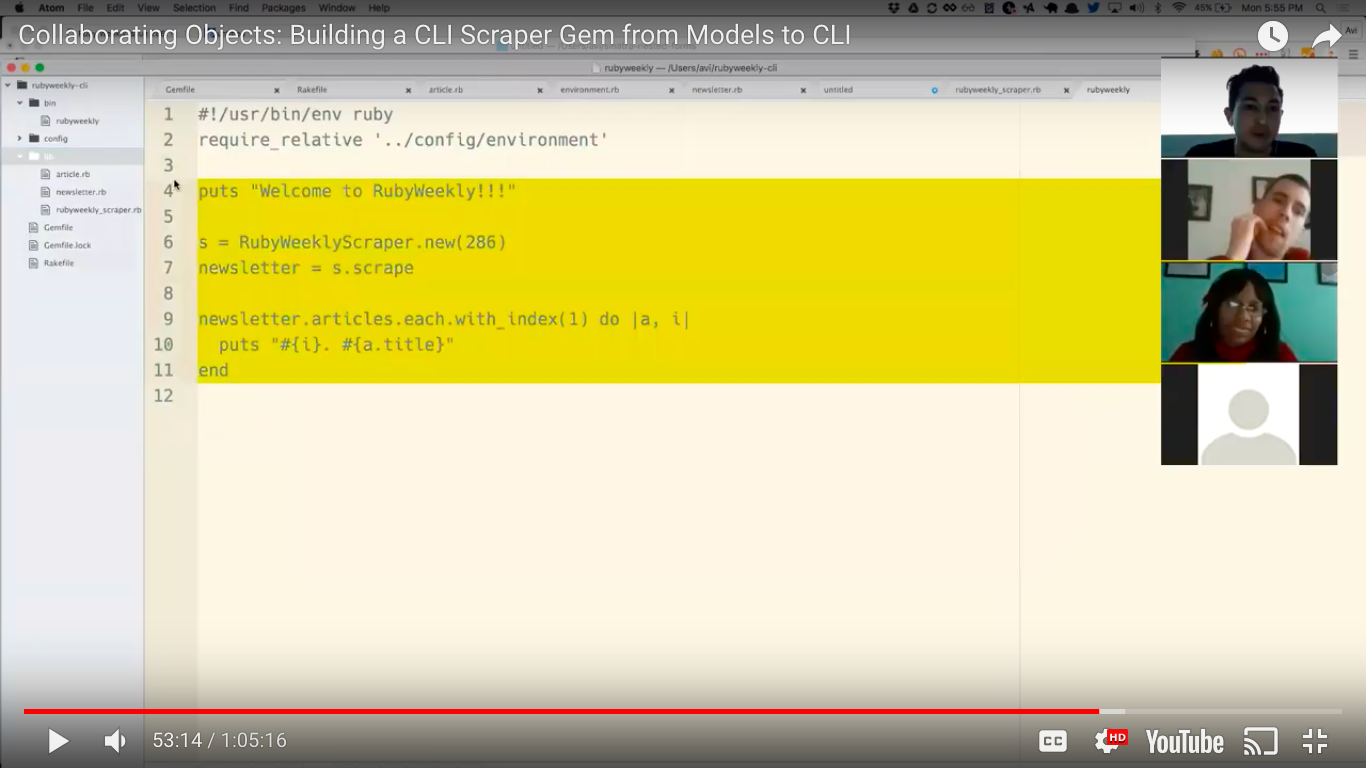 Atom File Edit View Selection Find Packages Window Help 45% Mon 5:55 PM
Collaborating Objects: Building a CLI Scraper Gem from Models to CLI
Avi
rubyweekly — /Users/avi/rubyweekly-cli
rubyweekly-cli
bin
rubyweekly
config
lib
article.rb
newsletter.rb
rubyweekly_scraper.rb
Gemfile
Gemfile.lock
Rakefile
Gemfile Rakefile article.rb environment.rb newsletter.rb untitled rubyweekly_scraper.rb rubyweekly
1 #!/usr/bin/env ruby
2 require_relative '../config/environment'
3
4 puts "Welcome to RubyWeekly!!!"
5
6 s = RubyWeeklyScraper.new(286)
7 newsletter = s.scrape
8
9 newsletter.articles.each.with_index(1) do |a, i|
10   puts "#{i}. #{a.title}"
11 end
12
53:14 / 1:05:16 CC HD YouTube